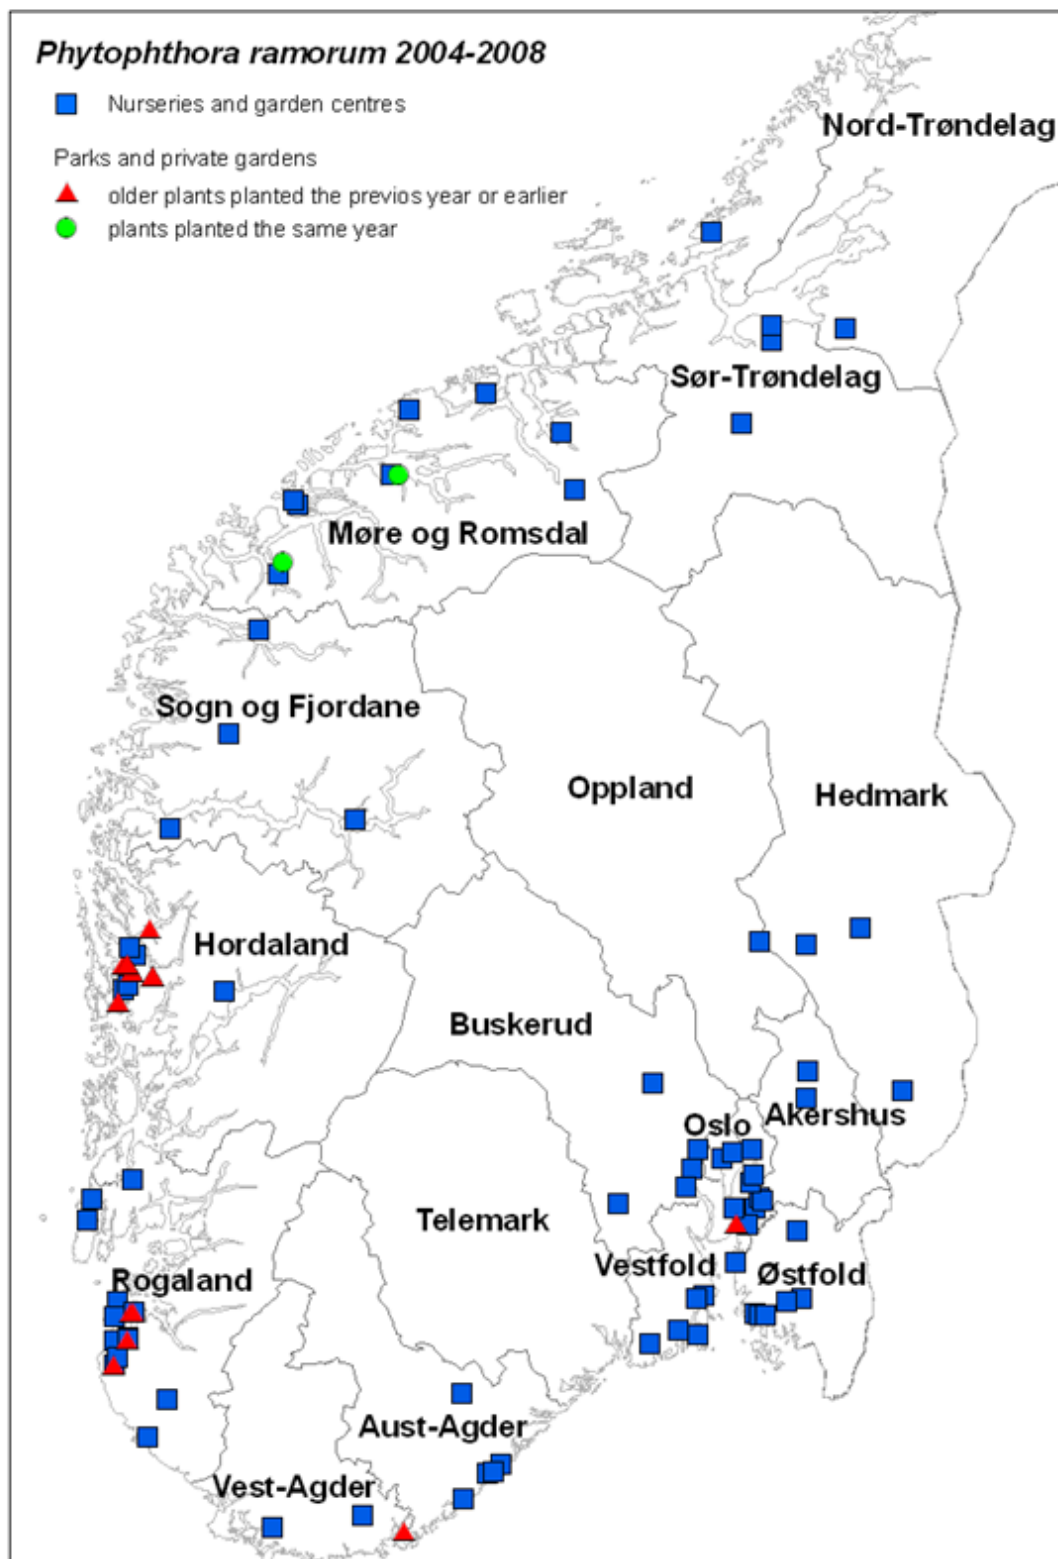 Phytophthora ramorum 2004-2008
Nurseries and garden centres
Parks and private gardens
older plants planted the previos year or earlier
plants planted the same year
Nord-Trøndelag
Sør-Trøndelag
Møre og Romsdal
Sogn og Fjordane
Oppland
Hedmark
Hordaland
Buskerud
Akershus
Oslo
Telemark
Vestfold
Østfold
Rogaland
Aust-Agder
Vest-Agder